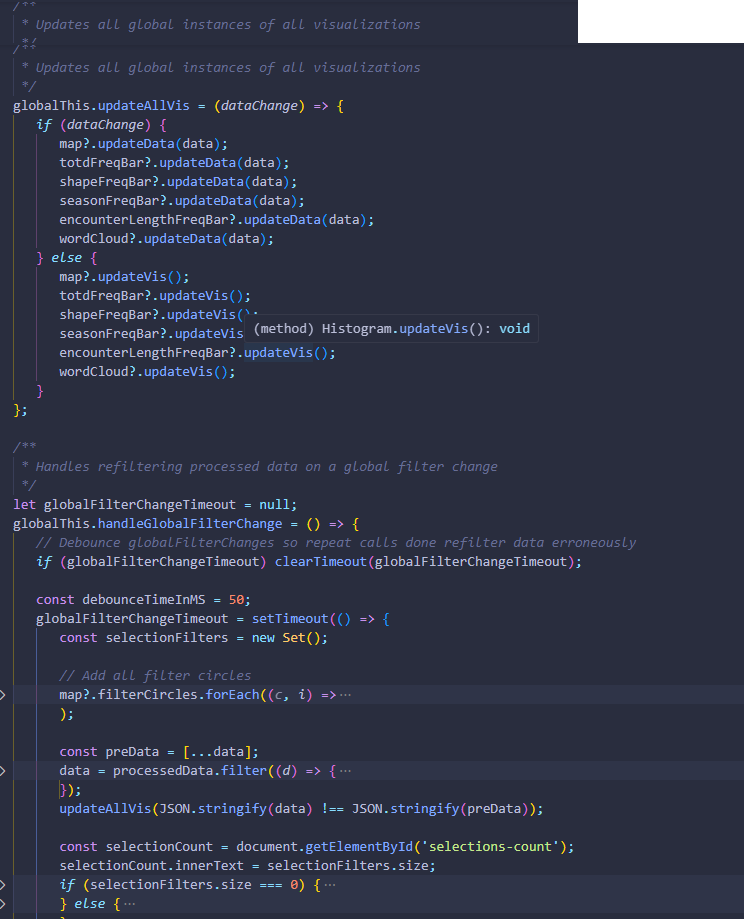 /**
* Updates all global instances of all visualizations
*/
/**
* Updates all global instances of all visualizations
*/
globalThis.updateAllVis = (dataChange) => {
if (dataChange) {
map?.updateData(data);
totdFreqBar?.updateData(data);
shapeFreqBar?.updateData(data);
seasonFreqBar?.updateData(data);
encounterLengthFreqBar?.updateData(data);
wordCloud?.updateData(data);
} else {
map?.updateVis();
totdFreqBar?.updateVis();
shapeFreqBar?.updateVis();
(method) Histogram.updateVis(): void
seasonFreqBar?.updateVis
encounterLengthFreqBar?.updateVis();
wordCloud?.updateVis();
}
};
/**
* Handles refiltering processed data on a global filter change
*/
let globalFilterChangeTimeout = null;
globalThis.handleGlobalFilterChange = () => {
// Debounce globalFilterChanges so repeat calls done refilter data erroneously
if (globalFilterChangeTimeout) clearTimeout(globalFilterChangeTimeout);
const debounceTimeInMS = 50;
globalFilterChangeTimeout = setTimeout(() => {
const selectionFilters = new Set();
// Add all filter circles
map?.filterCircles.forEach((c, i) =>···
);
const preData = [...data];
data = processedData.filter((d) => {···
});
updateAllVis(JSON.stringify(data) !== JSON.stringify(preData));
const selectionCount = document.getElementById('selections-count');
selectionCount.innerText = selectionFilters.size;
if (selectionFilters.size === 0) {···
} else {···